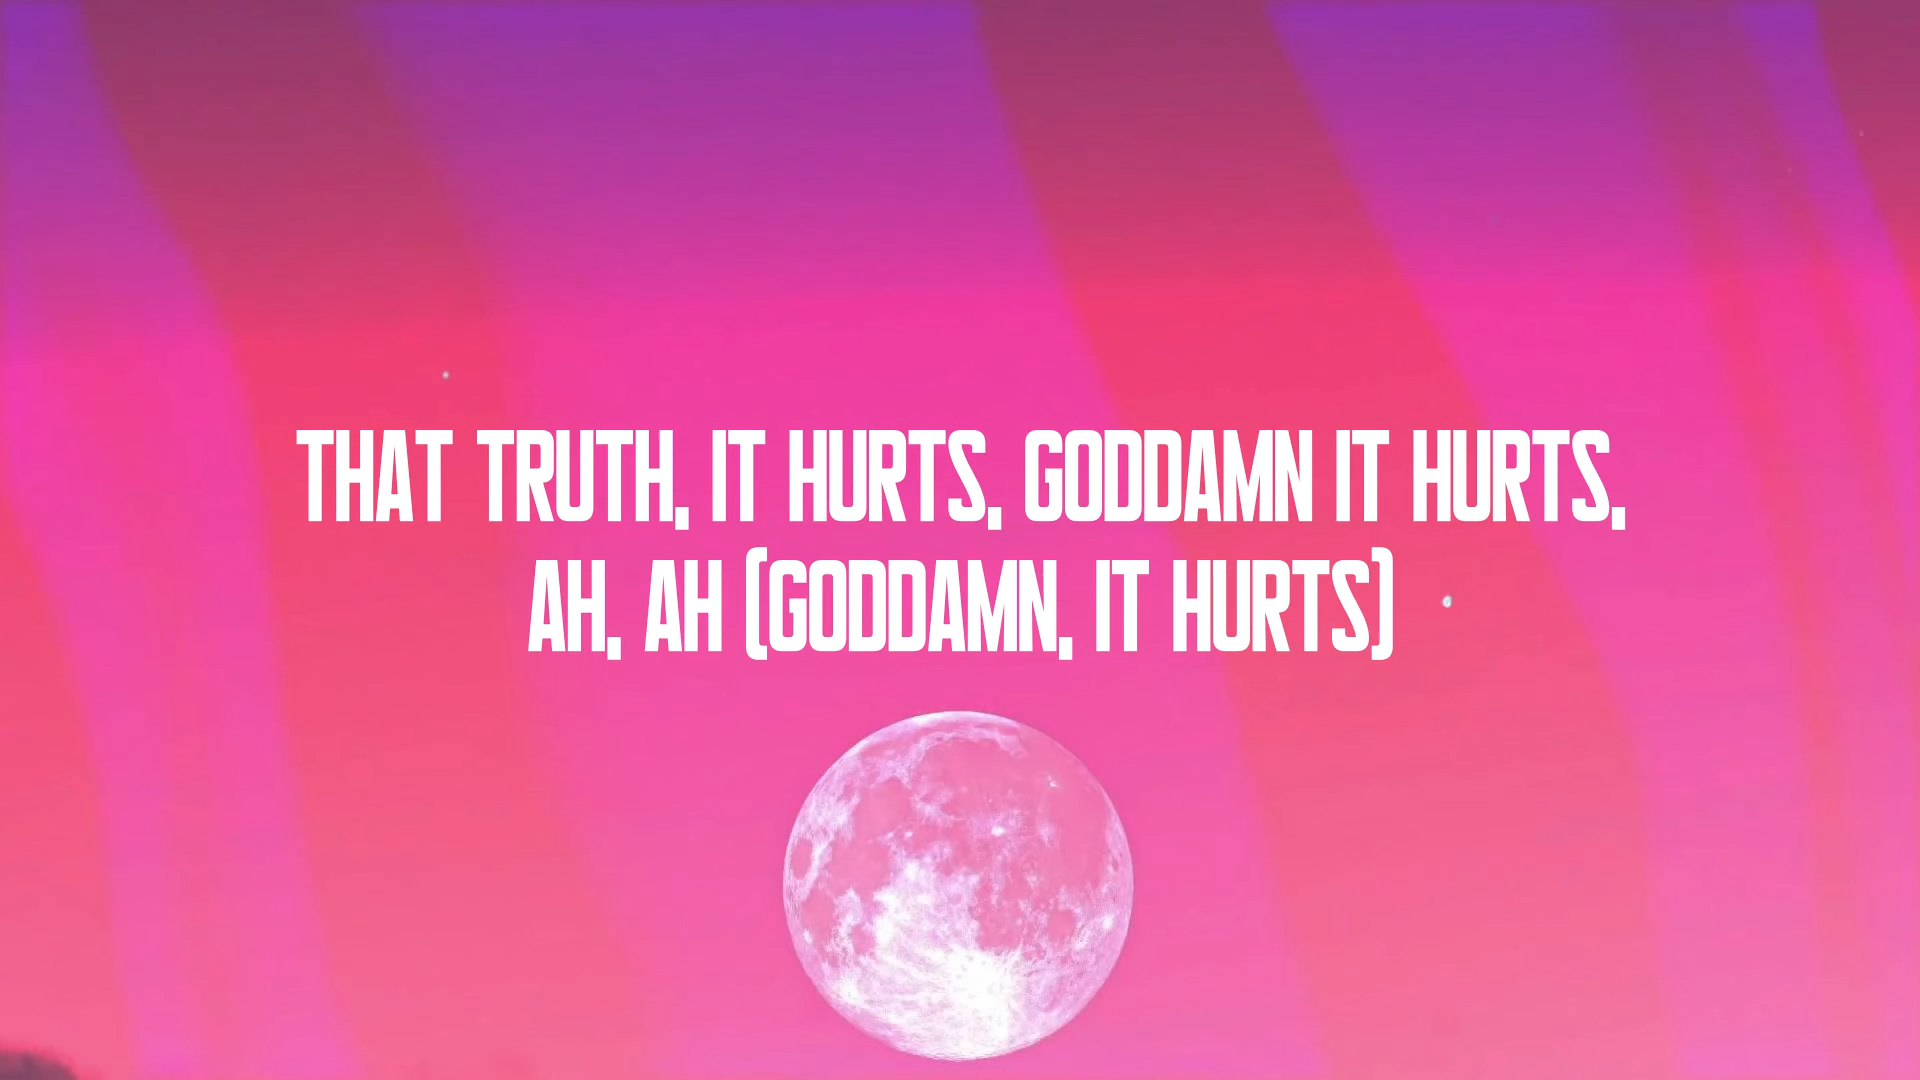 THAT TRUTH, IT HURTS, GODDAMN IT HURTS,
AH, AH (GODDAMN, IT HURTS)